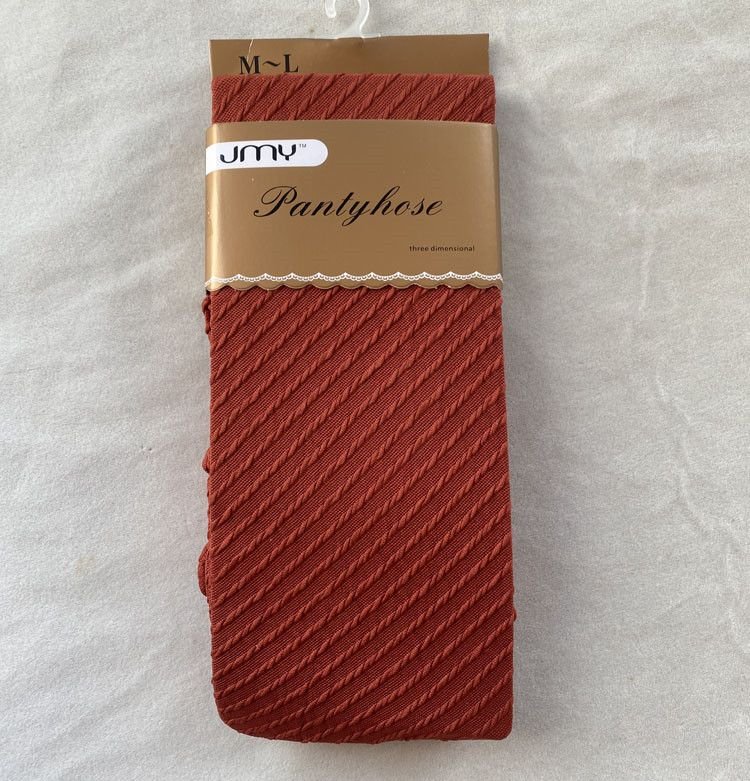 M~L
JMY™
Pantyhose
three dimensional